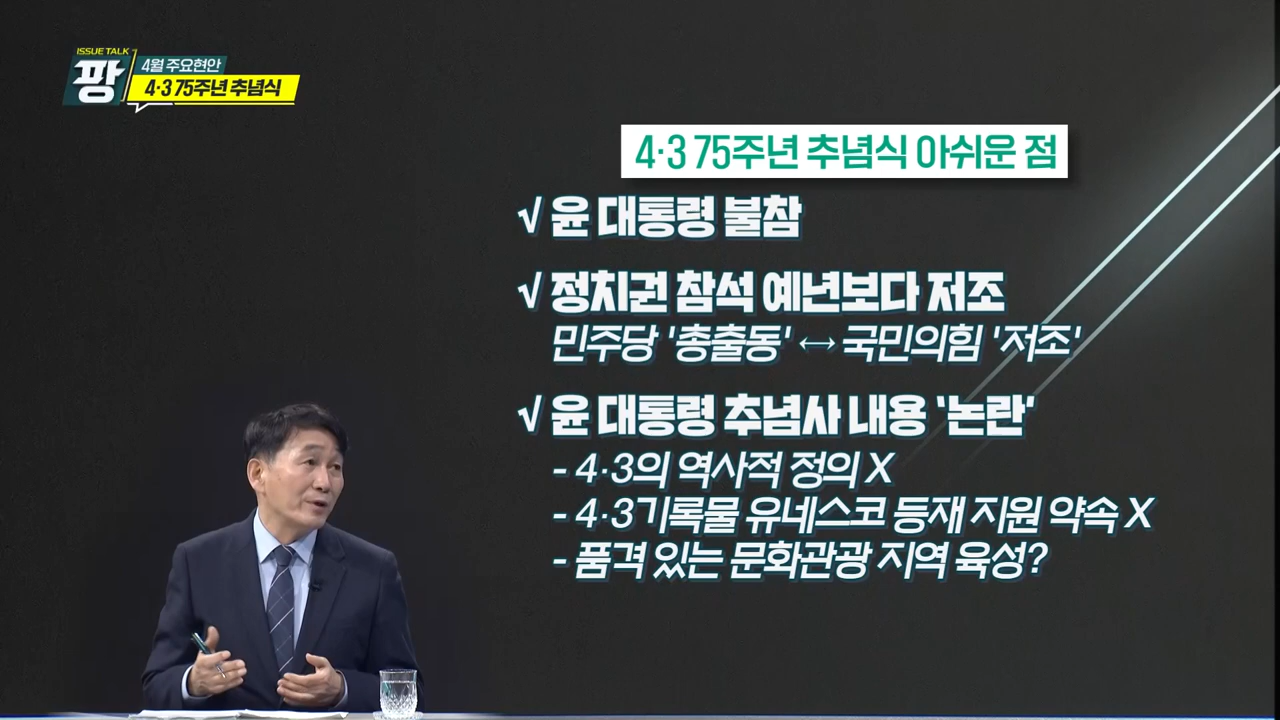 ISSUE TALK
팡
4월 주요현안
4·3 75주년 추념식
4·3 75주년 추념식 아쉬운 점
√ 윤 대통령 불참
√ 정치권 참석 예년보다 저조
민주당 '총출동' ↔ 국민의힘 '저조'
√ 윤 대통령 추념사 내용 '논란'
- 4·3의 역사적 정의 X
- 4·3기록물 유네스코 등재 지원 약속 X
- 품격 있는 문화관광 지역 육성?